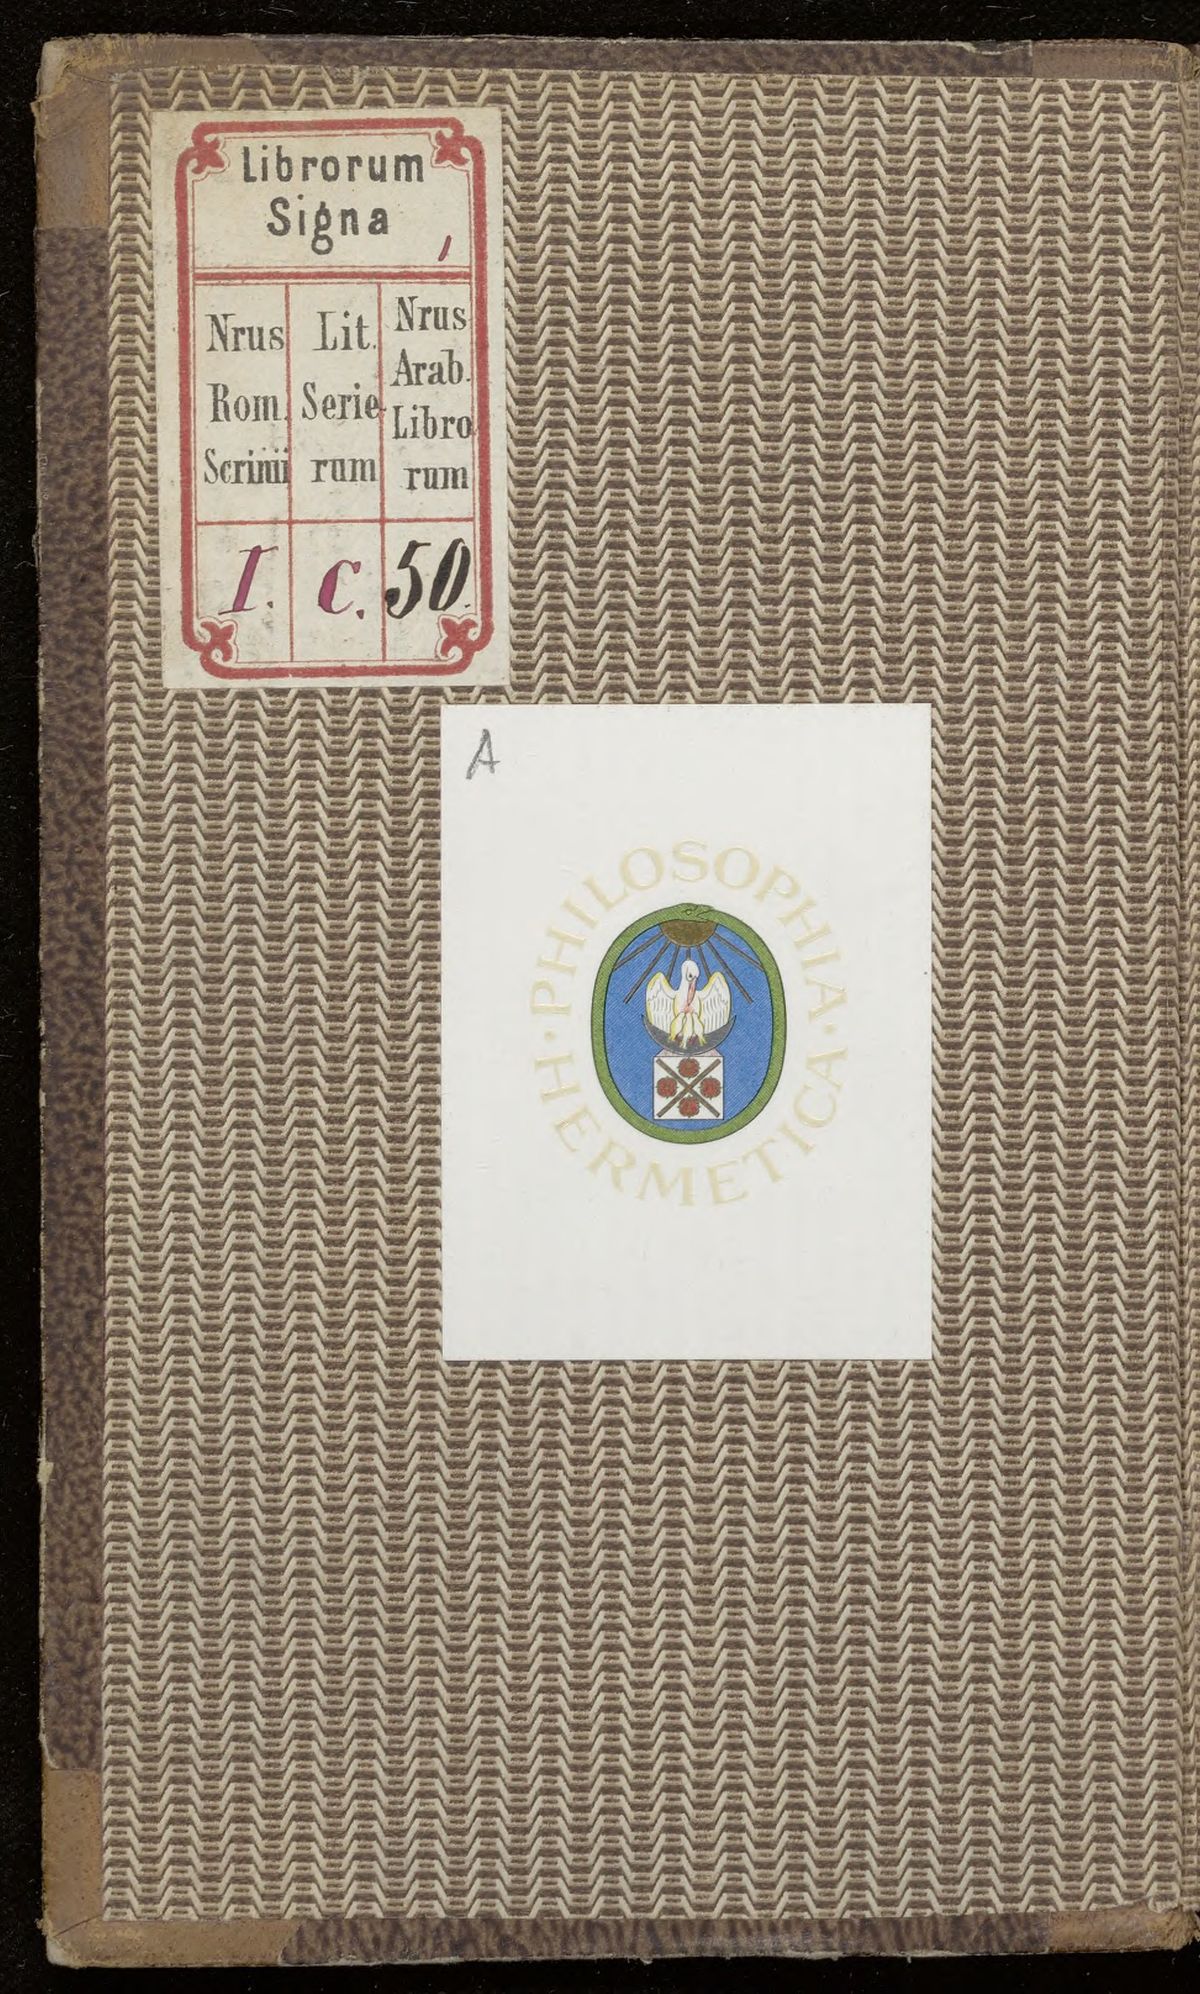 Librorum
Signa
Nrus Rom. Scrinii
Lit. Serie- rum
Nrus Arab. Libro rum
I. C. 50.
A
PHILOSOPHIA · HERMETICA ·